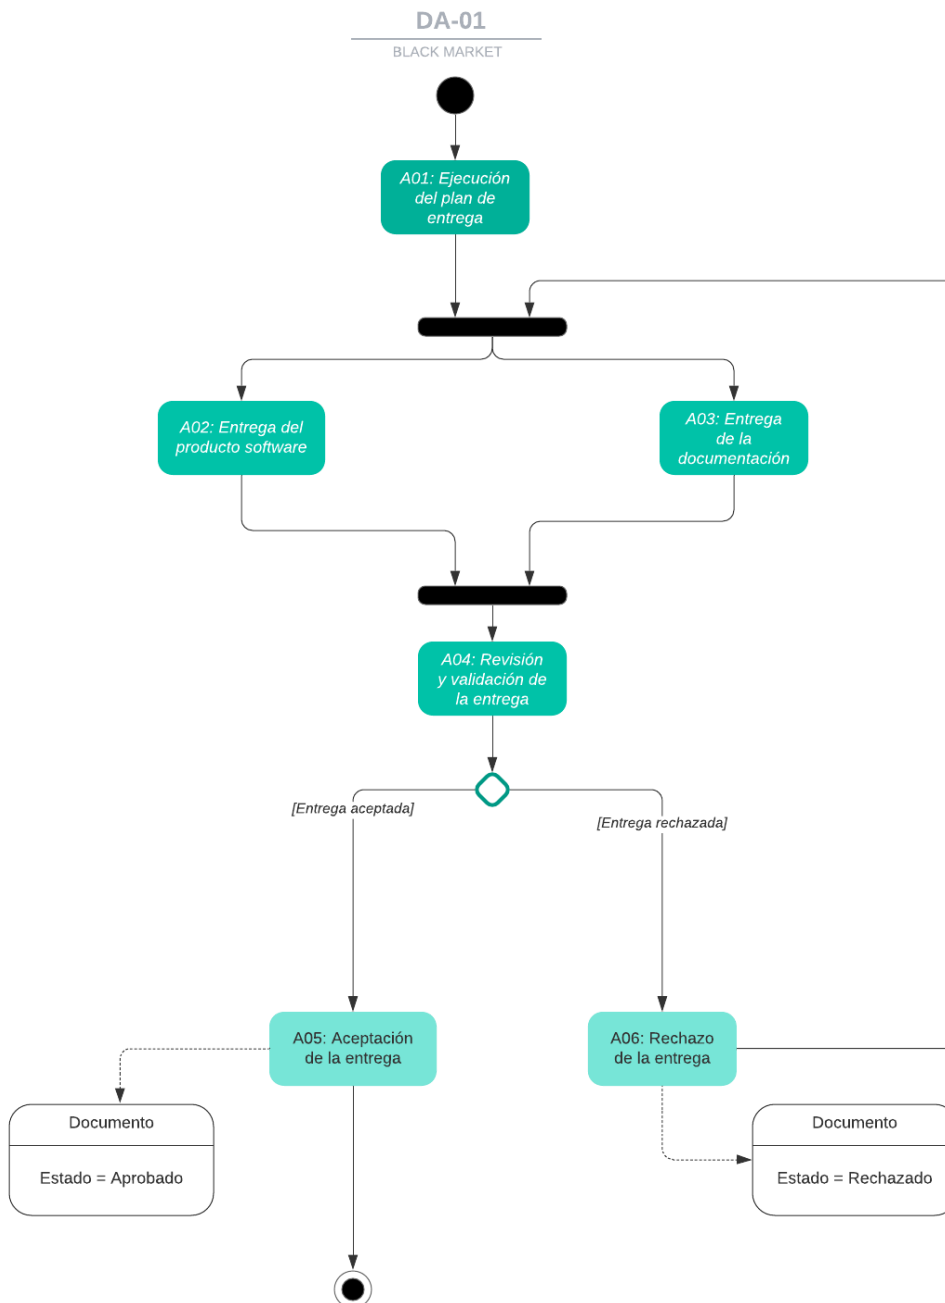 DA-01
BLACK MARKET
A01: Ejecución
del plan de
entrega
A02: Entrega del
producto software
A03: Entrega
de la
documentación
A04: Revisión
y validación de
la entrega
[Entrega aceptada]
[Entrega rechazada]
A05: Aceptación
de la entrega
A06: Rechazo
de la entrega
Documento
Estado = Aprobado
Documento
Estado = Rechazado